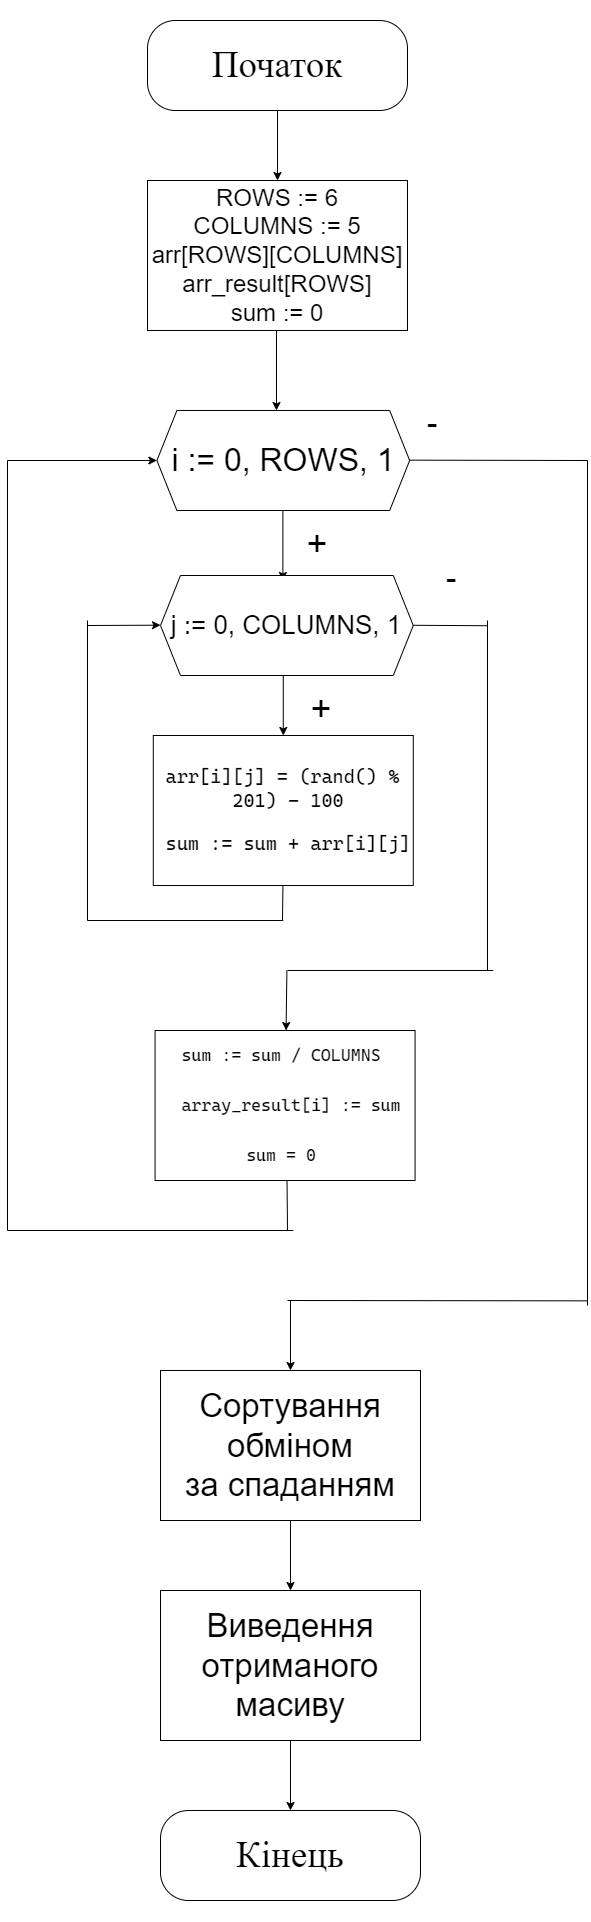 Початок
ROWS := 6
COLUMNS := 5
arr[ROWS][COLUMNS]
arr_result[ROWS]
sum := 0
-
i := 0, ROWS, 1
+
-
j := 0, COLUMNS, 1
+
arr[i][j] = (rand() %
201) – 100
sum := sum + arr[i][j]
sum := sum / COLUMNS
array_result[i] := sum
sum = 0
Сортування
обміном
за спаданням
Виведення
отриманого
масиву
Кінець